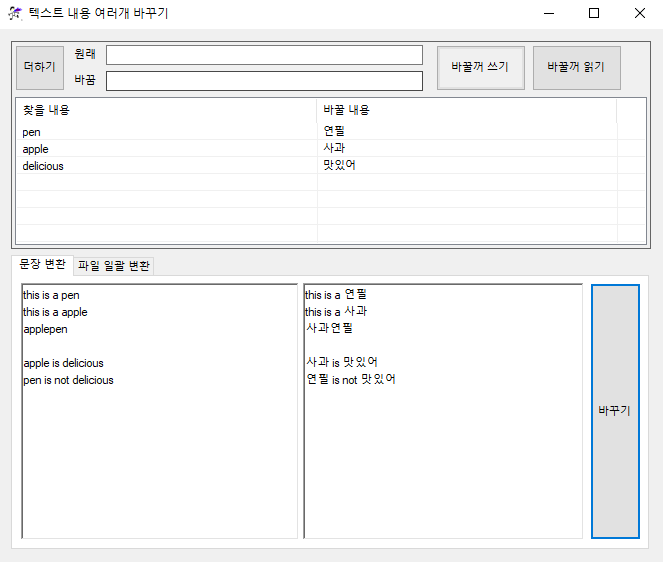 텍스트 내용 여러개 바꾸기
더하기
원래
바꿈
바꿀꺼 쓰기
바꿀꺼 읽기
찾을 내용 바꿀 내용
pen 연필
apple 사과
delicious 맛있어
문장 변환 파일 일괄 변환
this is a pen
this is a apple
applepen
apple is delicious
pen is not delicious
this is a 연필
this is a 사과
사과연필
사과 is 맛있어
연필 is not 맛있어
바꾸기